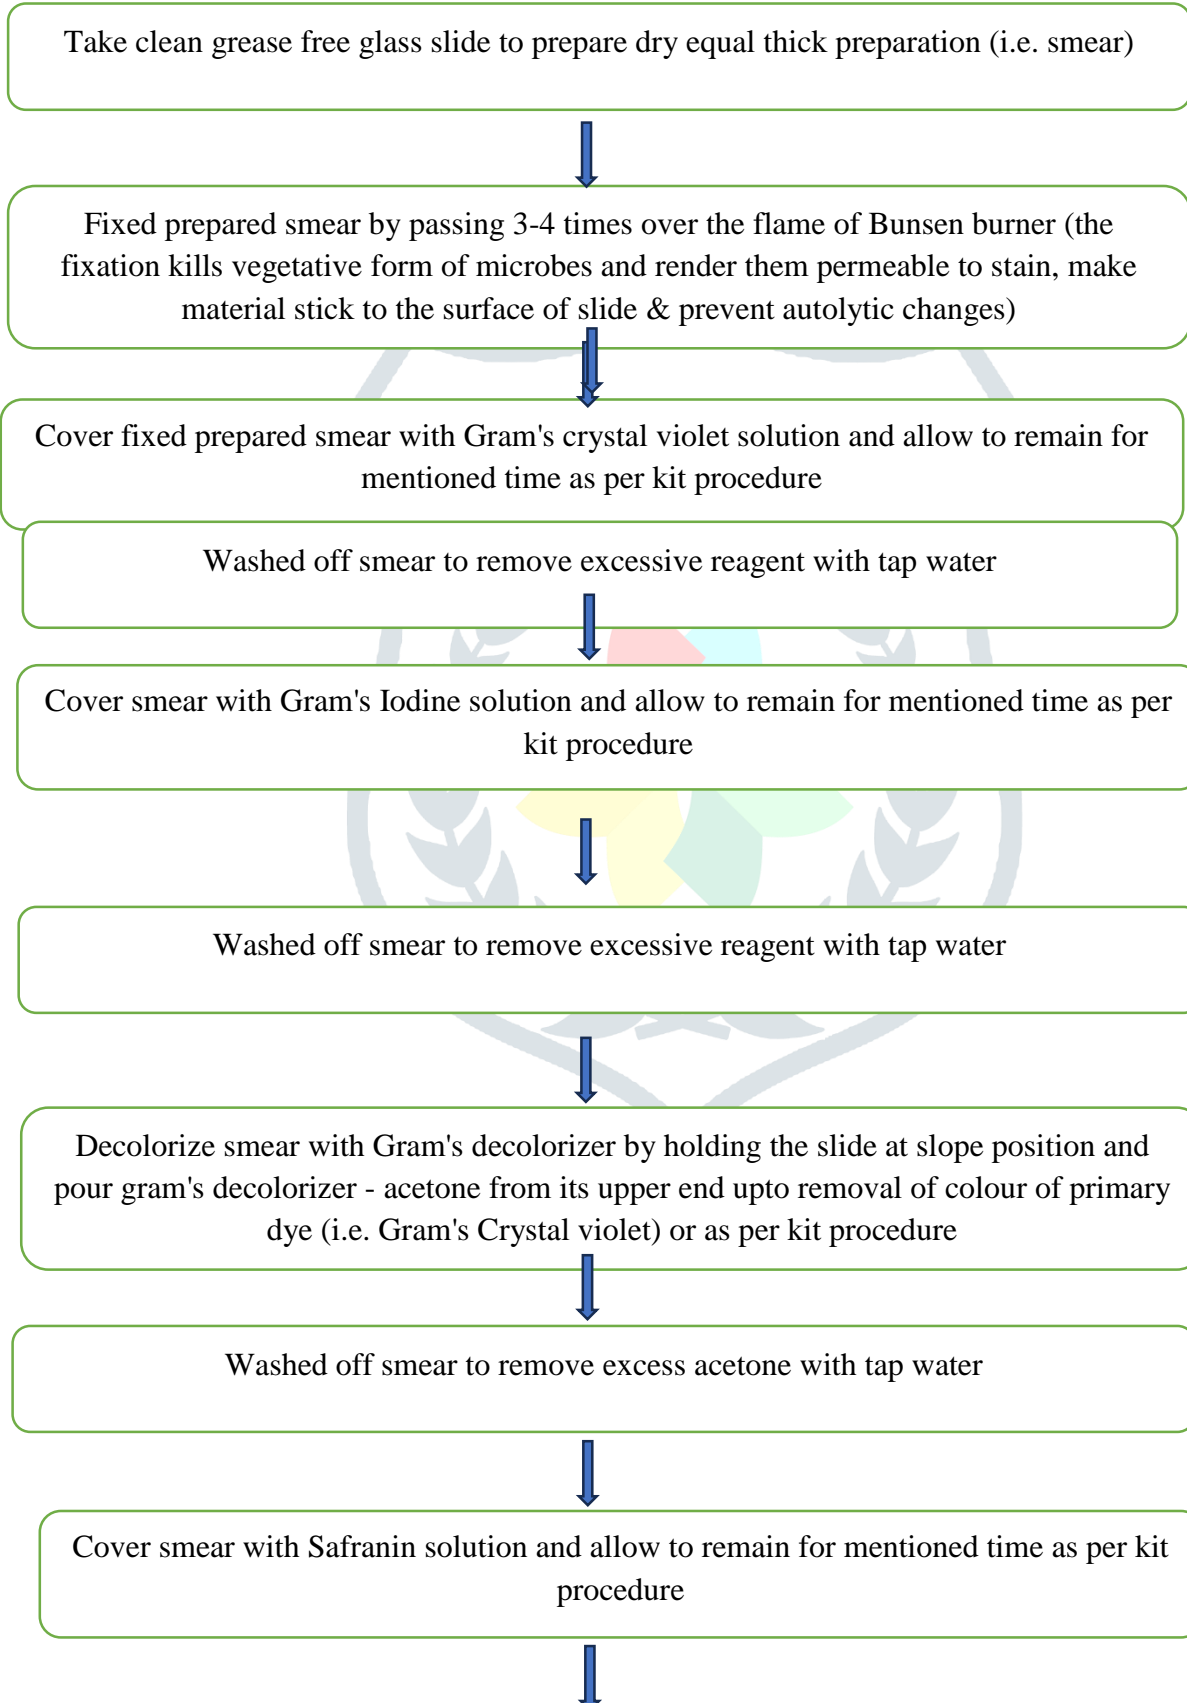 Take clean grease free glass slide to prepare dry equal thick preparation (i.e. smear)
Fixed prepared smear by passing 3-4 times over the flame of Bunsen burner (the
fixation kills vegetative form of microbes and render them permeable to stain, make
material stick to the surface of slide & prevent autolytic changes)
Cover fixed prepared smear with Gram's crystal violet solution and allow to remain for
mentioned time as per kit procedure
Washed off smear to remove excessive reagent with tap water
Cover smear with Gram's Iodine solution and allow to remain for mentioned time as per
kit procedure
Washed off smear to remove excessive reagent with tap water
Decolorize smear with Gram's decolorizer by holding the slide at slope position and
pour gram's decolorizer - acetone from its upper end upto removal of colour of primary
dye (i.e. Gram's Crystal violet) or as per kit procedure
Washed off smear to remove excess acetone with tap water
Cover smear with Safranin solution and allow to remain for mentioned time as per kit
procedure